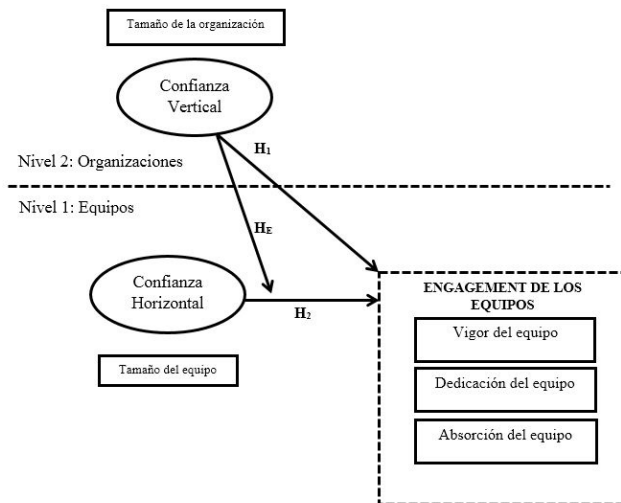 Tamaño de la organización
Confianza
Vertical
H₁
Nivel 2: Organizaciones
Nivel 1: Equipos
H_E
Confianza
Horizontal
H₂
ENGAGEMENT DE LOS
EQUIPOS
Vigor del equipo
Tamaño del equipo
Dedicación del equipo
Absorción del equipo